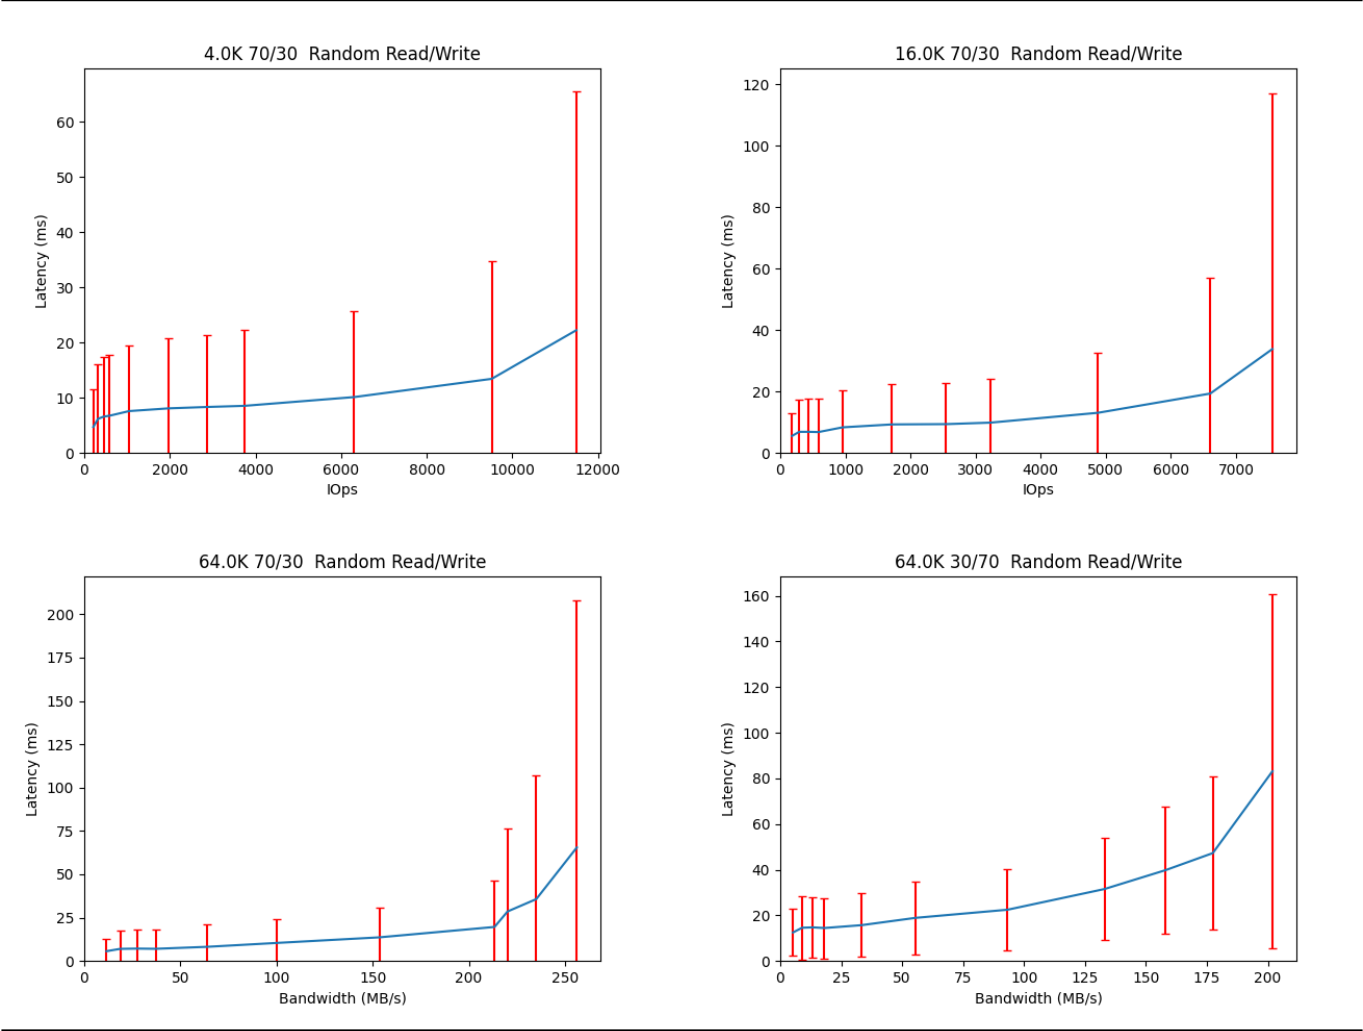 4.0K 70/30  Random Read/Write
Latency (ms)
60
50
40
30
20
10
0
0 2000 4000 6000 8000 10000 12000
IOps
16.0K 70/30  Random Read/Write
Latency (ms)
120
100
80
60
40
20
0
0 1000 2000 3000 4000 5000 6000 7000
IOps
64.0K 70/30  Random Read/Write
Latency (ms)
200
175
150
125
100
75
50
25
0
0 50 100 150 200 250
Bandwidth (MB/s)
64.0K 30/70  Random Read/Write
Latency (ms)
160
140
120
100
80
60
40
20
0
0 25 50 75 100 125 150 175 200
Bandwidth (MB/s)